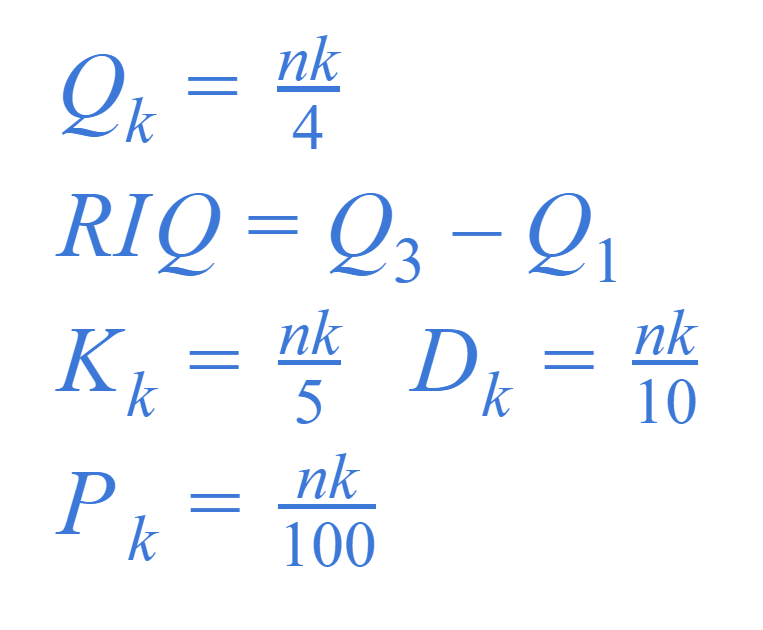 Q_k = nk/4
RIQ = Q_3 − Q_1
K_k = nk/5 D_k = nk/10
P_k = nk/100